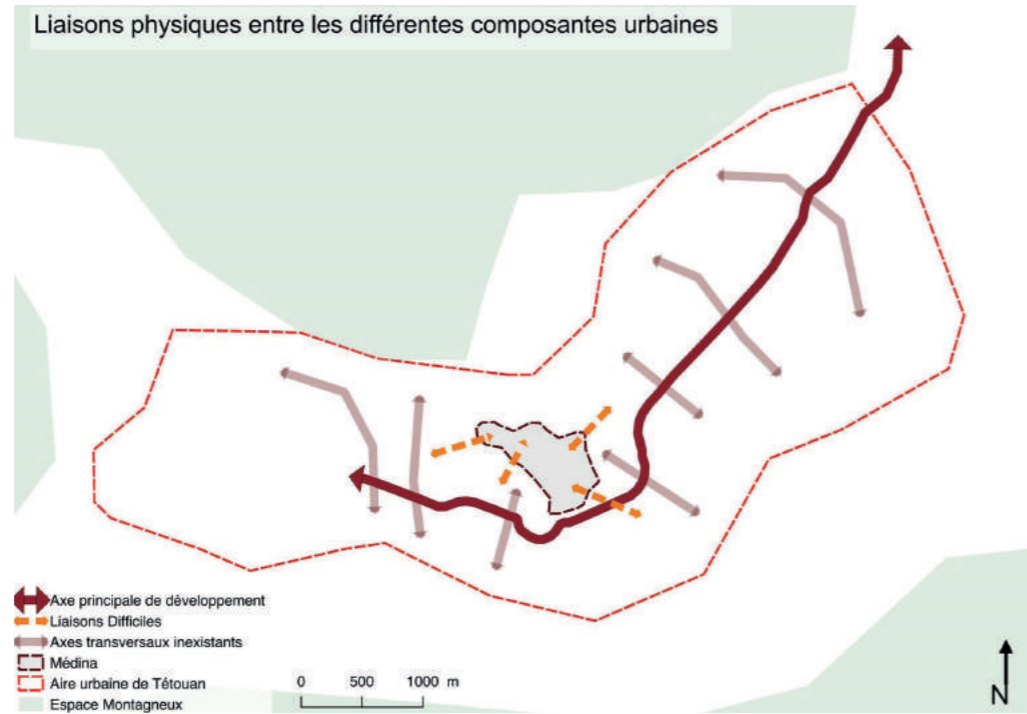 Liaisons physiques entre les différentes composantes urbaines
Axe principale de développement
Liaisons Difficiles
Axes transversaux inexistants
Médina
Aire urbaine de Tétouan
Espace Montagneux
0 500 1000 m
N